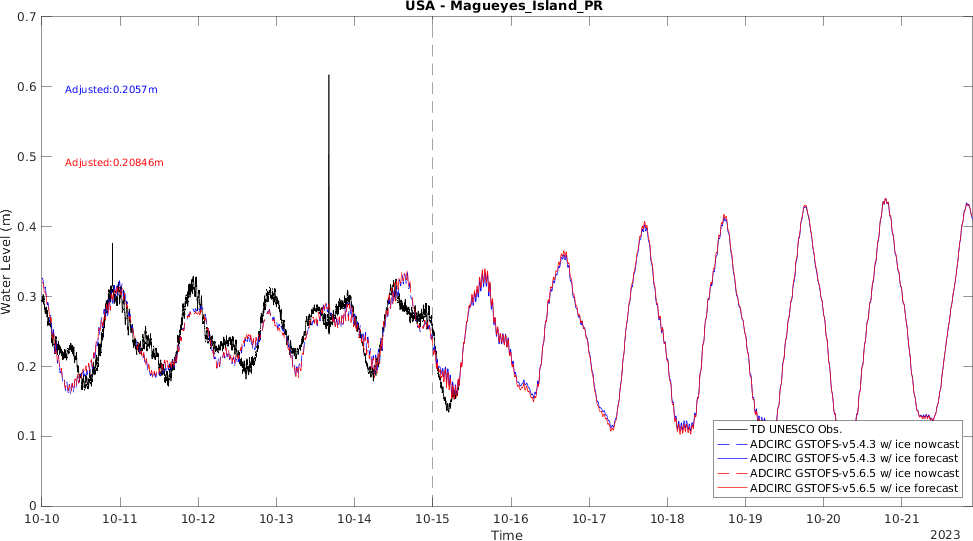 USA - Magueyes_Island_PR
0.7
0.6
0.5
0.4
0.3
0.2
0.1
0
Water Level (m)
Adjusted:0.2057m
Adjusted:0.20846m
TD UNESCO Obs.
ADCIRC GSTOFS-v5.4.3 w/ ice nowcast
ADCIRC GSTOFS-v5.4.3 w/ ice forecast
ADCIRC GSTOFS-v5.6.5 w/ ice nowcast
ADCIRC GSTOFS-v5.6.5 w/ ice forecast
10-10 10-11 10-12 10-13 10-14 10-15 10-16 10-17 10-18 10-19 10-20 10-21
Time
2023